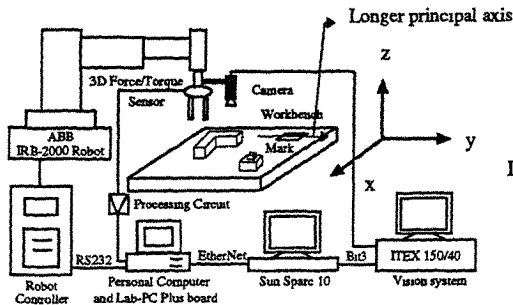 Longer principal axis
z
3D Force/Torque
Sensor
Camera
Workbench
Mark
y
x
ABB
IRB-2000 Robot
Processing Circuit
RS232
EtherNet
Bit3
ITEX 150/40
Robot
Controller
Personal Computer
and Lab-PC Plus board
Sun Sparc 10
Vision system
I